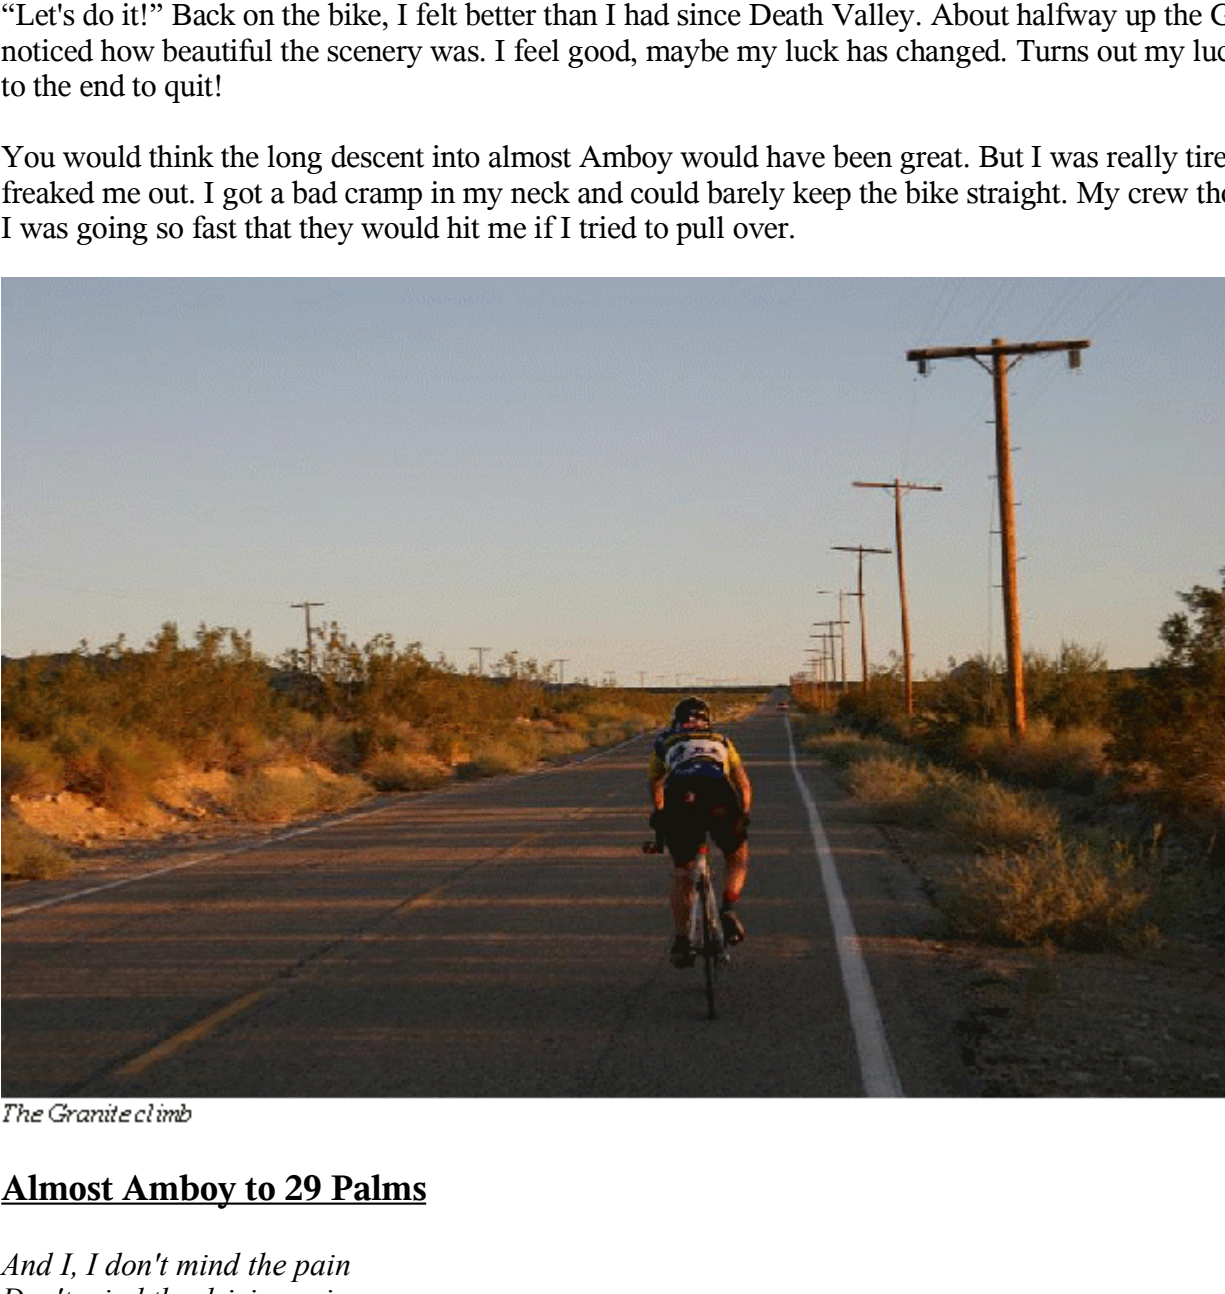 “Let's do it!” Back on the bike, I felt better than I had since Death Valley. About halfway up the
noticed how beautiful the scenery was. I feel good, maybe my luck has changed. Turns out my
to the end to quit!
You would think the long descent into almost Amboy would have been great. But I was really
freaked me out. I got a bad cramp in my neck and could barely keep the bike straight. My crew
I was going so fast that they would hit me if I tried to pull over.
The Granite climb
Almost Amboy to 29 Palms
And I, I don't mind the pain